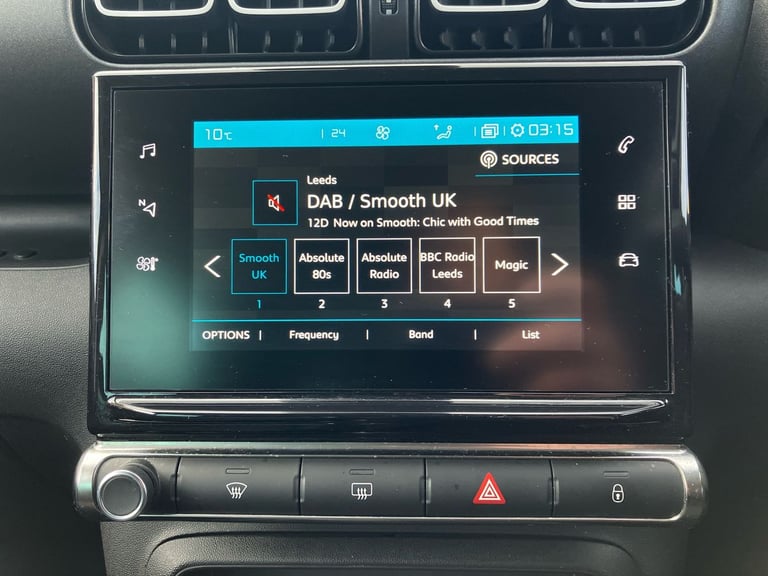 10°C 24 03:15
SOURCES
Leeds
DAB / Smooth UK
12D Now on Smooth: Chic with Good Times
Smooth UK
Absolute 80s
Absolute Radio
BBC Radio Leeds
Magic
1 2 3 4 5
OPTIONS | Frequency | Band | List
N